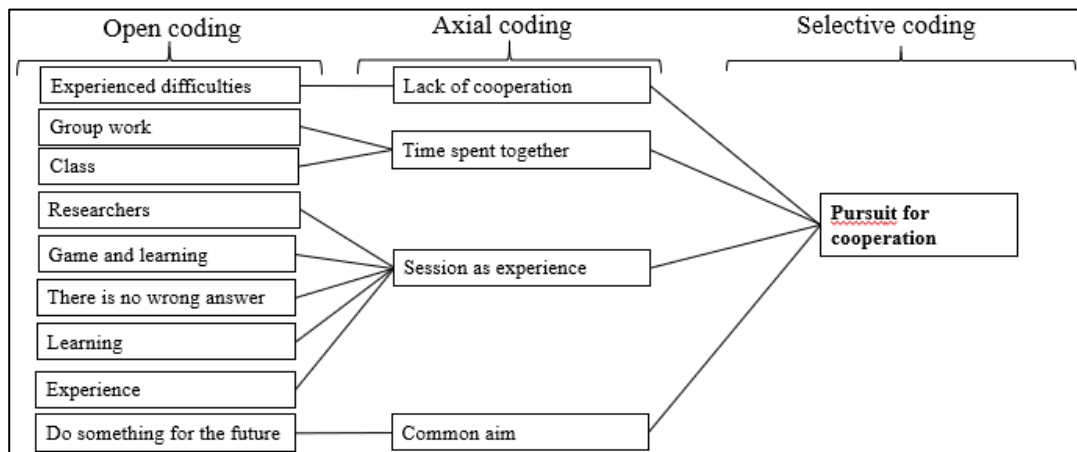 Open coding
Axial coding
Selective coding
Experienced difficulties
Group work
Class
Researchers
Game and learning
There is no wrong answer
Learning
Experience
Do something for the future
Lack of cooperation
Time spent together
Session as experience
Common aim
Pursuit for
cooperation